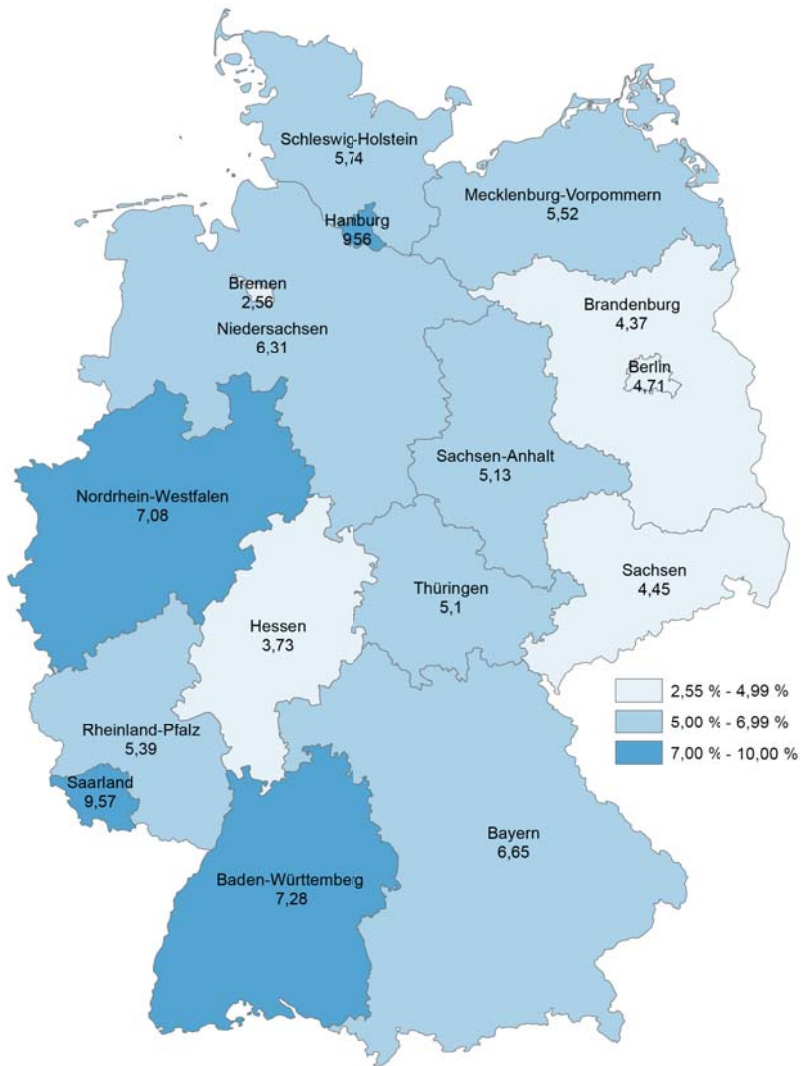 Schleswig-Holstein
5,74
Mecklenburg-Vorpommern
5,52
Hamburg
9,56
Bremen
2,56
Niedersachsen
6,31
Brandenburg
4,37
Berlin
4,71
Sachsen-Anhalt
5,13
Nordrhein-Westfalen
7,08
Thüringen
5,1
Sachsen
4,45
Hessen
3,73
2,55 % - 4,99 %
5,00 % - 6,99 %
7,00 % - 10,00 %
Rheinland-Pfalz
5,39
Saarland
9,57
Bayern
6,65
Baden-Württemberg
7,28